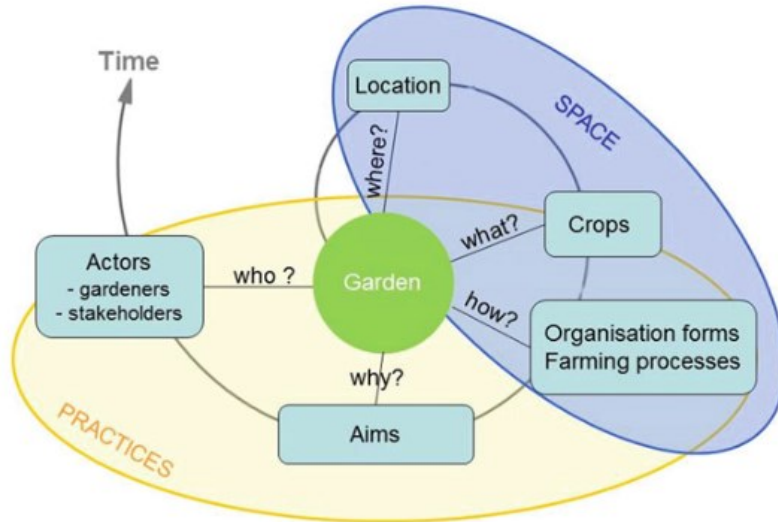 Time
Location
SPACE
where?
what?
Crops
Actors
- gardeners
- stakeholders
who ?
Garden
how?
Organisation forms
Farming processes
why?
Aims
PRACTICES